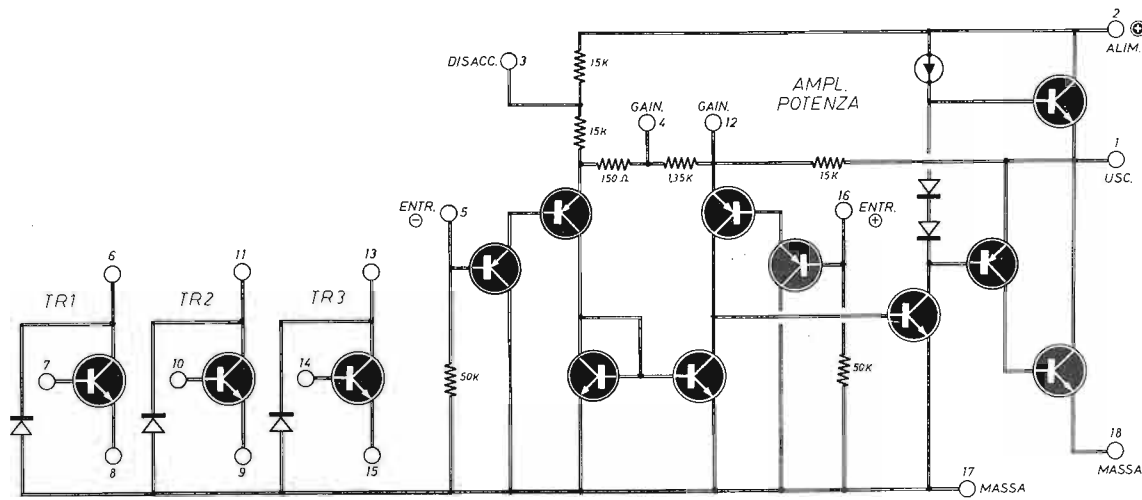 2
ALIM.
DISACC. 3
15K
AMPL.
POTENZA
GAIN.
4
GAIN.
12
15K
150 Ω
1,35K
15K
1
USC.
ENTR.
5
16
ENTR.
6
11
13
TR1
TR2
TR3
7
10
14
50K
50K
8
9
15
18
MASSA
17
MASSA